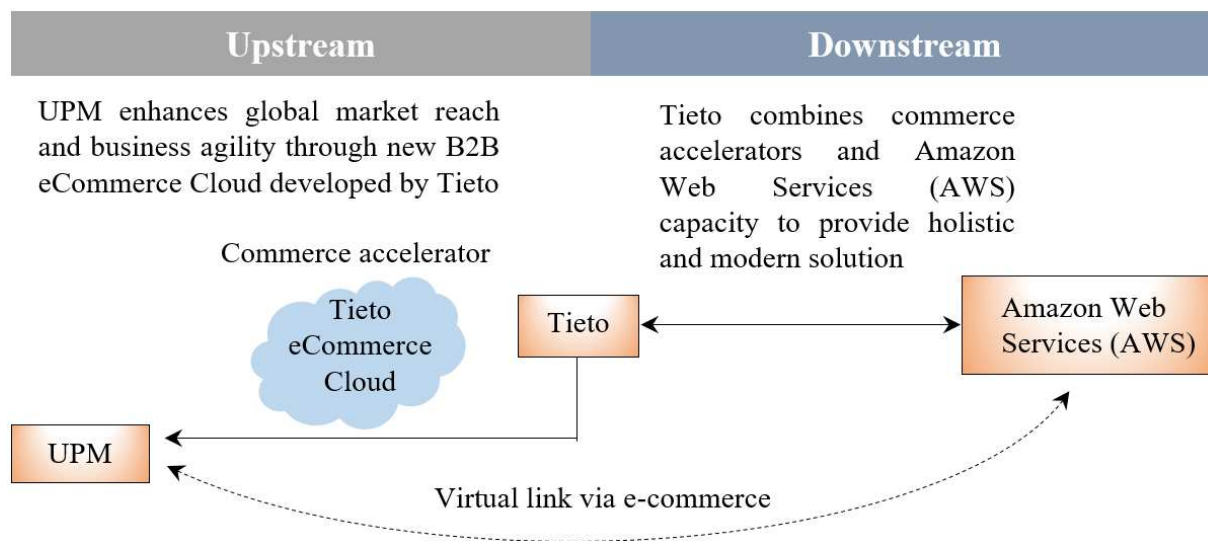 Upstream
Downstream
UPM enhances global market reach
and business agility through new B2B
eCommerce Cloud developed by Tieto
Tieto combines commerce
accelerators and Amazon
Web Services (AWS)
capacity to provide holistic
and modern solution
Commerce accelerator
Tieto
eCommerce
Cloud
Tieto
Amazon Web
Services (AWS)
UPM
Virtual link via e-commerce